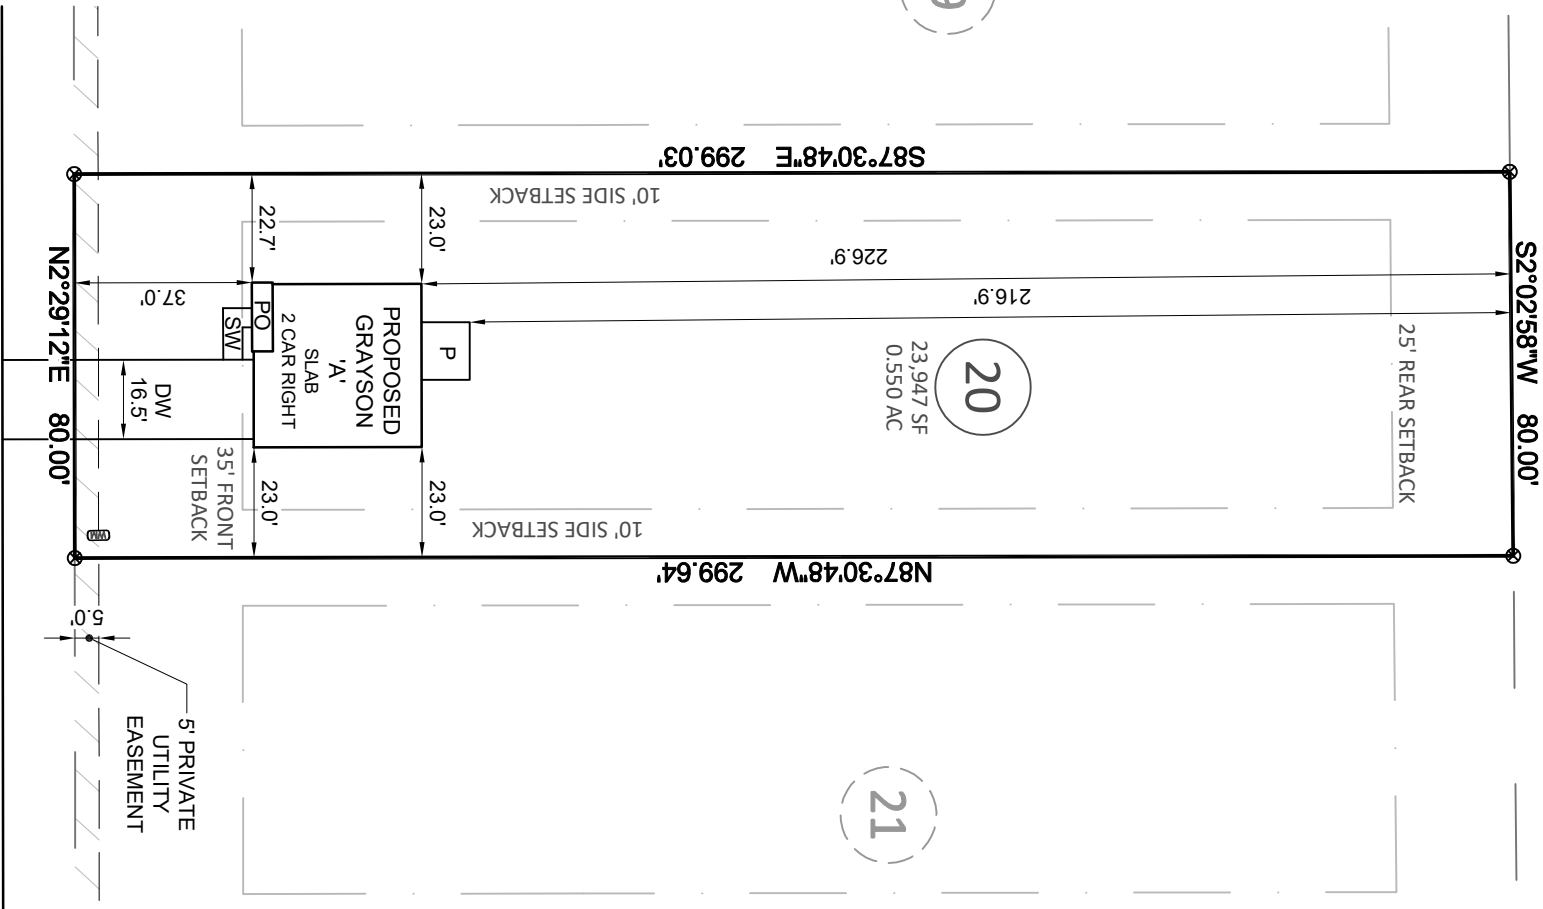 S87°30'48"E 299.03'
10' SIDE SETBACK
22.7'
23.0'
226.9'
216.9'
S2°02'58"W 80.00'
N2°29'12"E 80.00'
37.0'
PO
SW
P
PROPOSED
GRAYSON
'A'
SLAB
2 CAR RIGHT
20
23,947 SF
0.550 AC
25' REAR SETBACK
DW
16.5'
35' FRONT
SETBACK
23.0'
23.0'
10' SIDE SETBACK
WM
N87°30'48"W 299.64'
5.0'
5' PRIVATE
UTILITY
EASEMENT
21